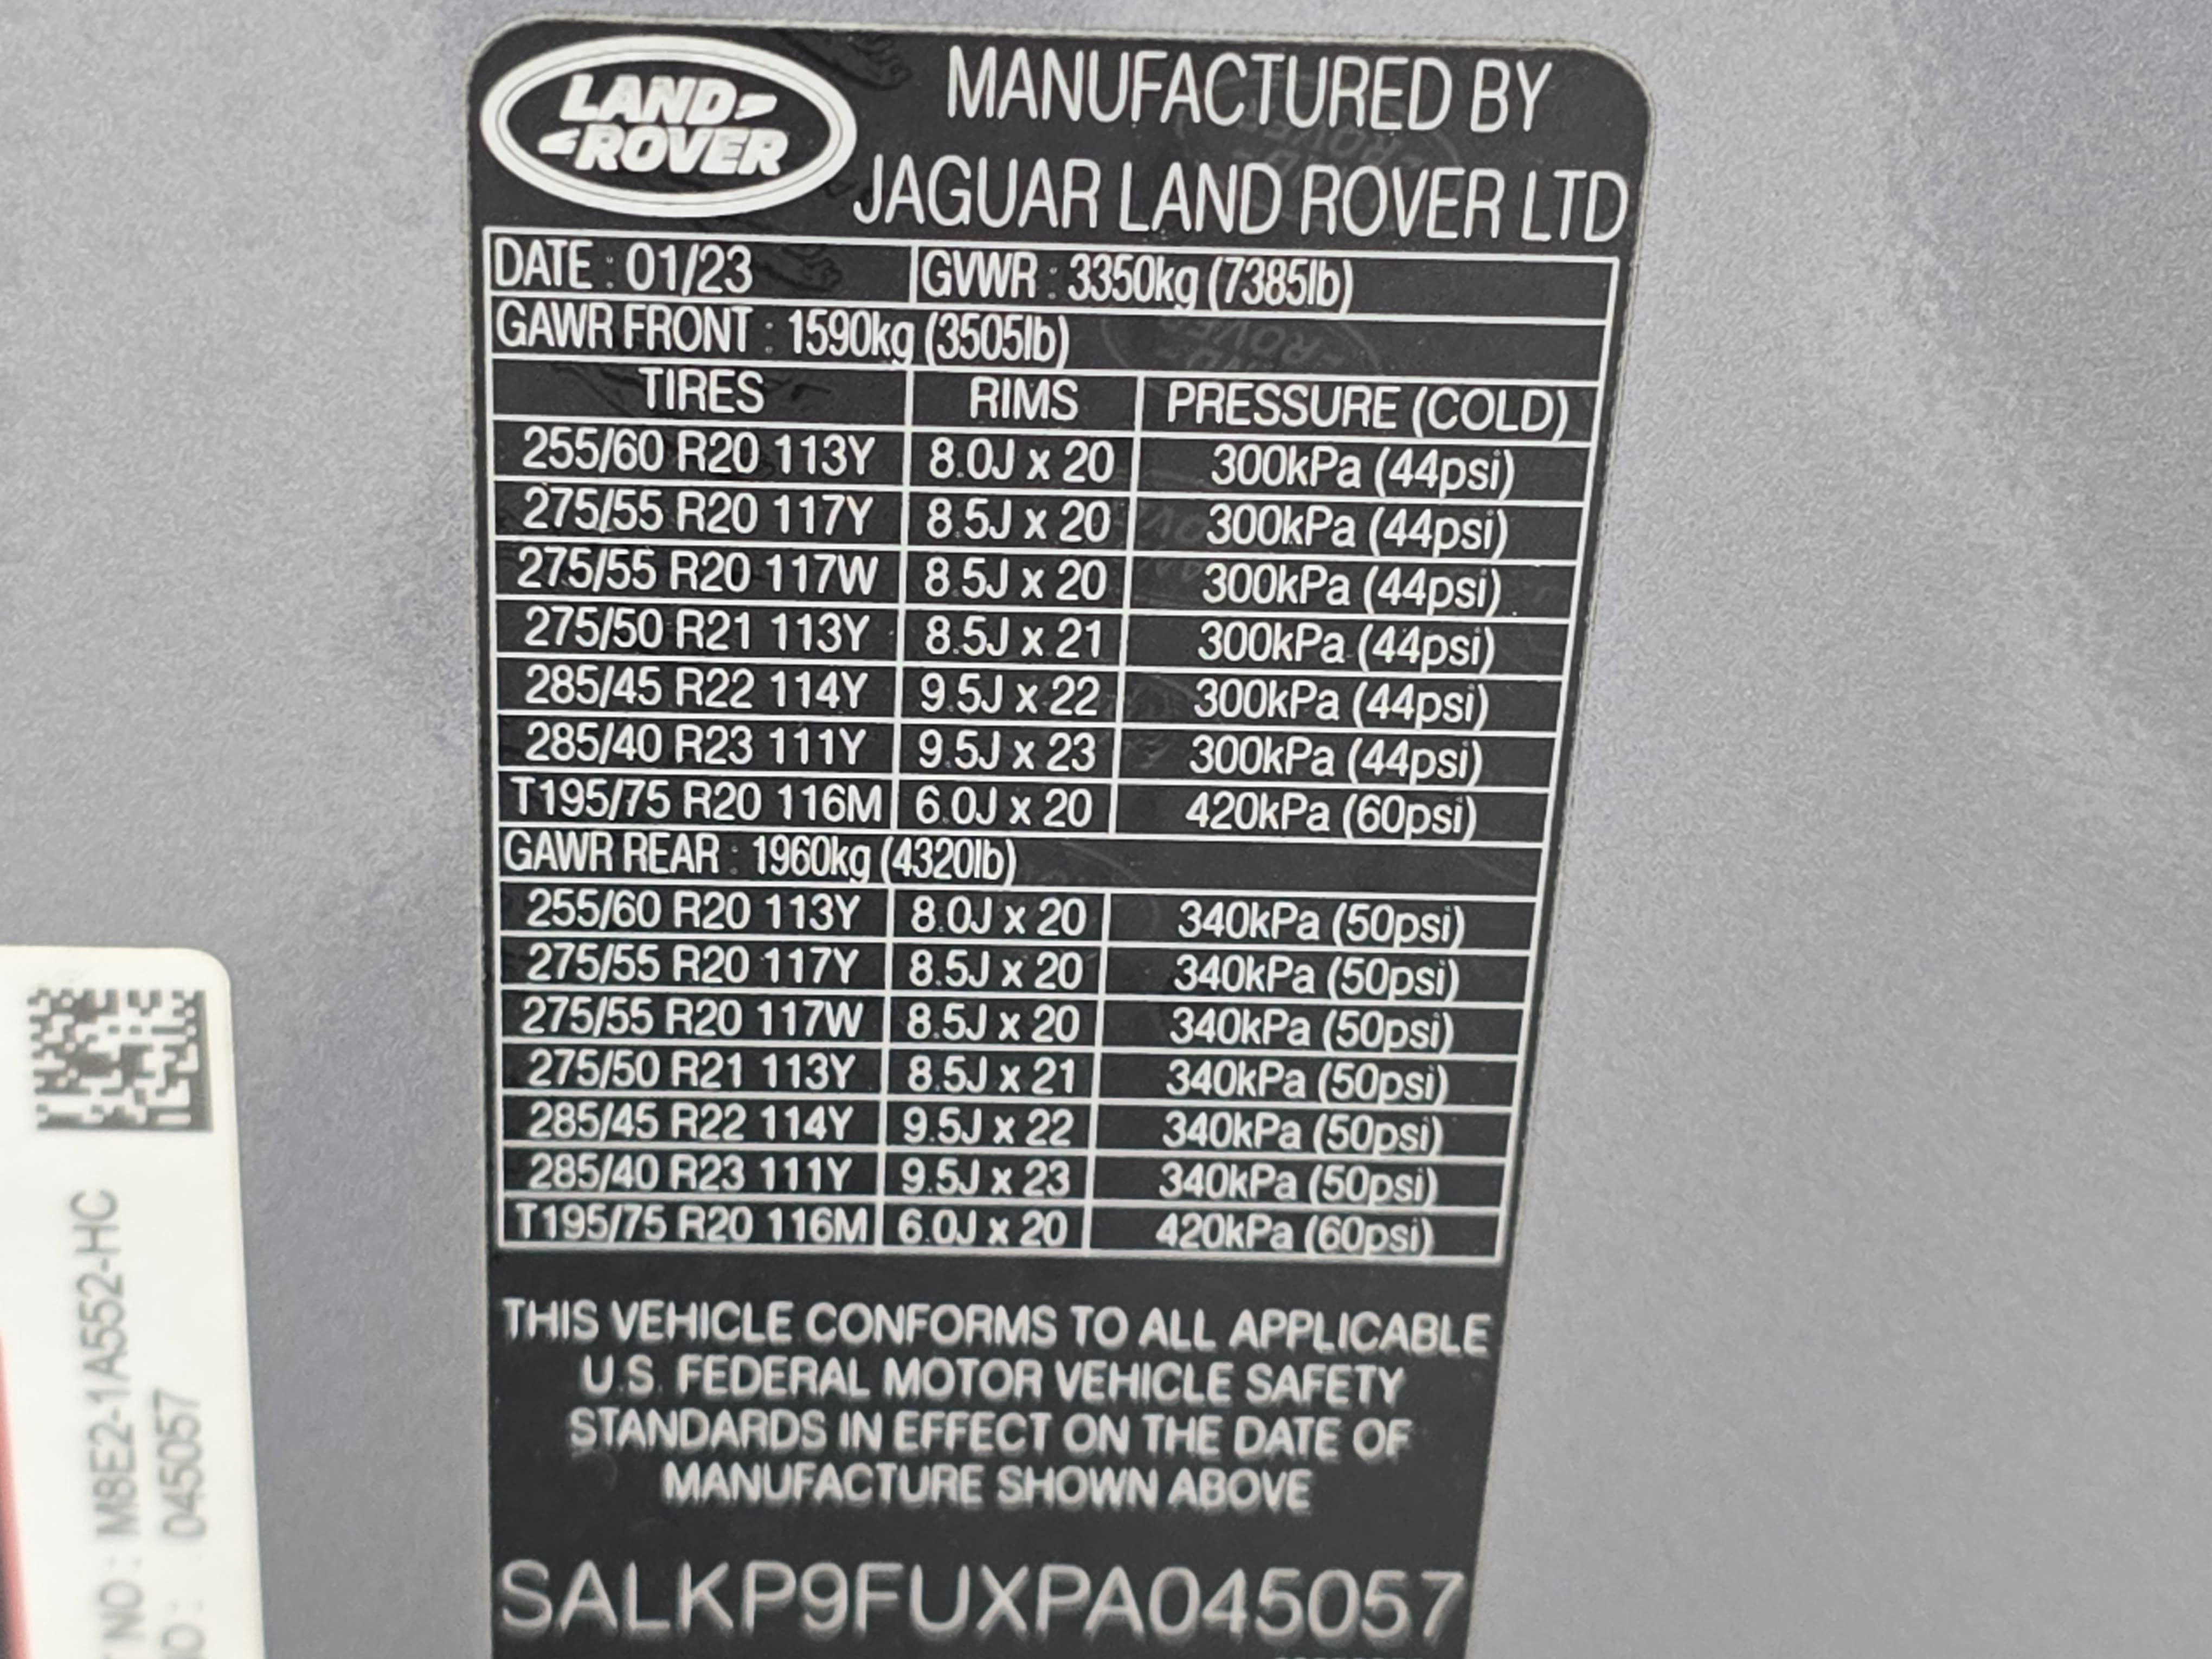 LAND
ROVER
MANUFACTURED BY
JAGUAR LAND ROVER LTD
DATE : 01/23 GVWR : 3350kg (7385lb)
GAWR FRONT : 1590kg (3505lb)
TIRES RIMS PRESSURE (COLD)
255/60 R20 113Y 8.0J x 20 300kPa (44psi)
275/55 R20 117Y 8.5J x 20 300kPa (44psi)
275/55 R20 117W 8.5J x 20 300kPa (44psi)
275/50 R21 113Y 8.5J x 21 300kPa (44psi)
285/45 R22 114Y 9.5J x 22 300kPa (44psi)
285/40 R23 111Y 9.5J x 23 300kPa (44psi)
T195/75 R20 116M 6.0J x 20 420kPa (60psi)
GAWR REAR : 1960kg (4320lb)
255/60 R20 113Y 8.0J x 20 340kPa (50psi)
275/55 R20 117Y 8.5J x 20 340kPa (50psi)
275/55 R20 117W 8.5J x 20 340kPa (50psi)
275/50 R21 113Y 8.5J x 21 340kPa (50psi)
285/45 R22 114Y 9.5J x 22 340kPa (50psi)
285/40 R23 111Y 9.5J x 23 340kPa (50psi)
T195/75 R20 116M 6.0J x 20 420kPa (60psi)
THIS VEHICLE CONFORMS TO ALL APPLICABLE
U.S. FEDERAL MOTOR VEHICLE SAFETY
STANDARDS IN EFFECT ON THE DATE OF
MANUFACTURE SHOWN ABOVE
SALKP9FUXPA045057
NO : M8E2-1A552-HC
: 045057